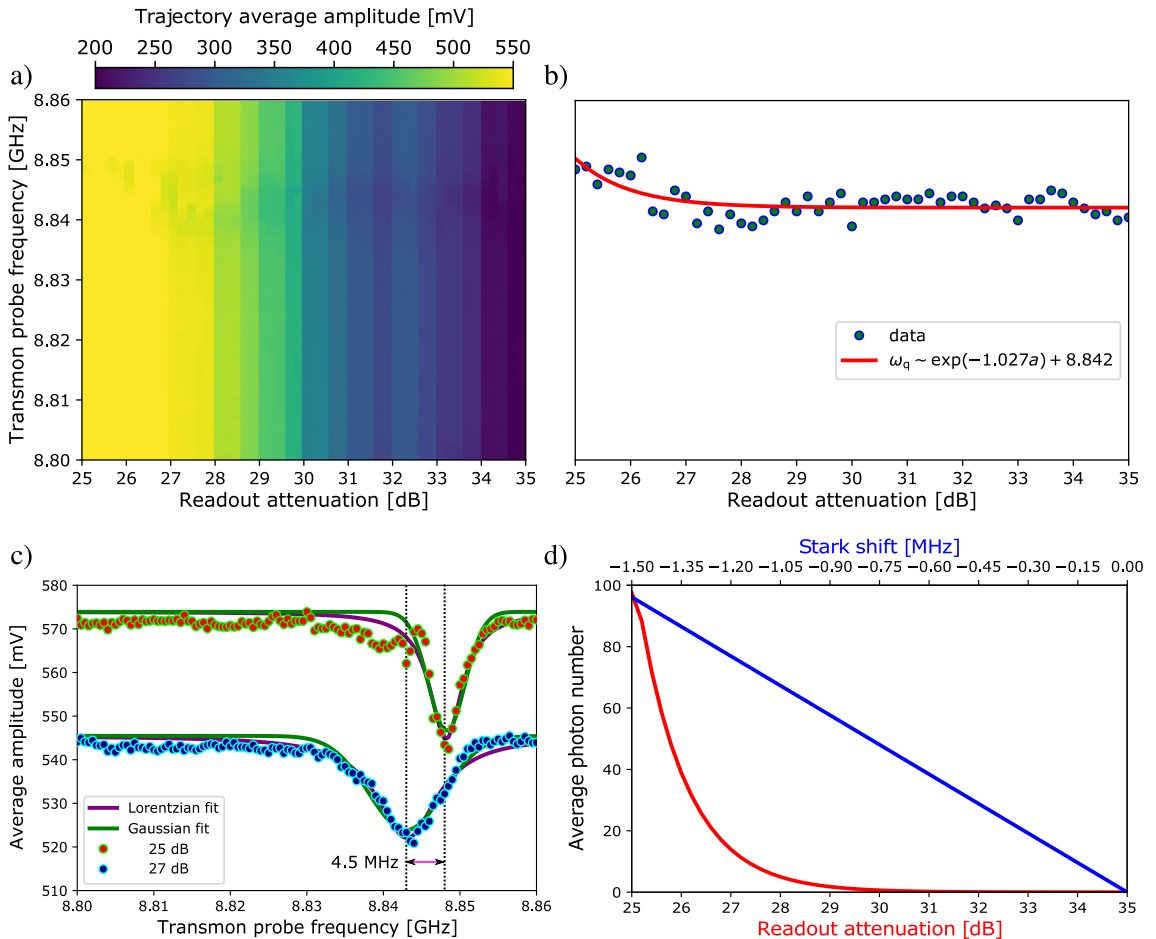 Trajectory average amplitude [mV]
200 250 300 350 400 450 500 550
a)
Transmon probe frequency [GHz]
8.86
8.85
8.84
8.83
8.82
8.81
8.80
25 26 27 28 29 30 31 32 33 34 35
Readout attenuation [dB]
b)
data
ω_q ~ exp(−1.027a) + 8.842
25 26 27 28 29 30 31 32 33 34 35
Readout attenuation [dB]
c)
Average amplitude [mV]
580
570
560
550
540
530
520
510
Lorentzian fit
Gaussian fit
25 dB
27 dB
4.5 MHz
8.80 8.81 8.82 8.83 8.84 8.85 8.86
Transmon probe frequency [GHz]
d)
Stark shift [MHz]
−1.50 −1.35 −1.20 −1.05 −0.90 −0.75 −0.60 −0.45 −0.30 −0.15 0.00
Average photon number
100
80
60
40
20
0
25 26 27 28 29 30 31 32 33 34 35
Readout attenuation [dB]